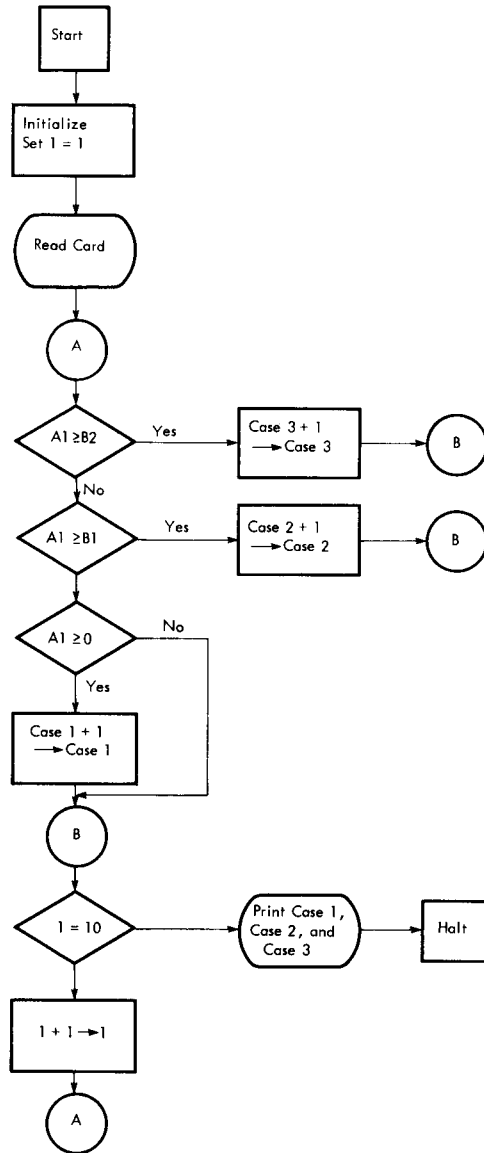 Start
Initialize
Set 1 = 1
Read Card
A
A1 ≥B2
Yes
Case 3 + 1
→ Case 3
B
No
A1 ≥B1
Yes
Case 2 + 1
→ Case 2
B
A1 ≥0
No
Yes
Case 1 + 1
→ Case 1
B
1 = 10
Print Case 1,
Case 2, and
Case 3
Halt
1 + 1 → 1
A